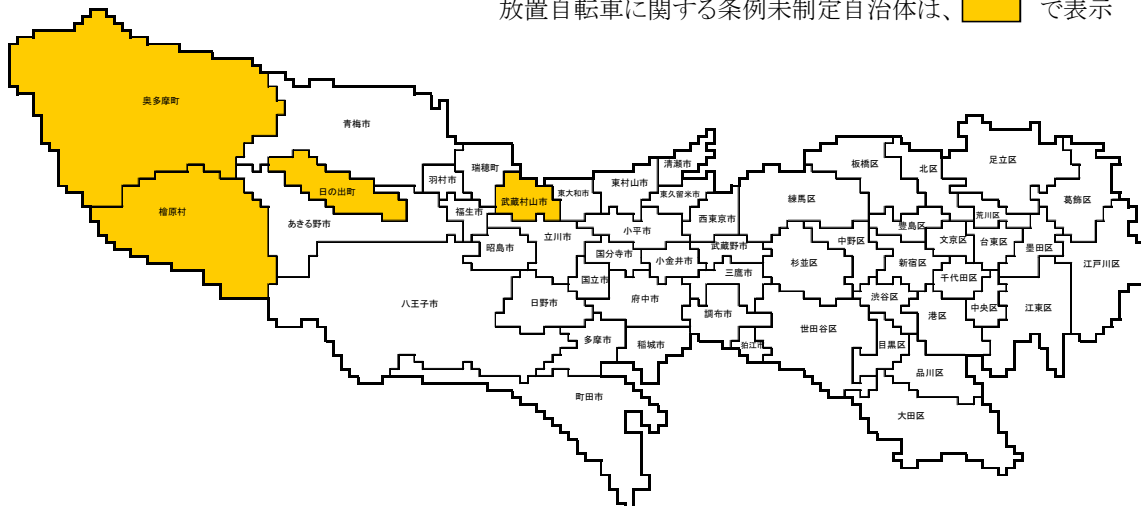 放置自転車に関する条例未制定自治体は、 で表示
奥多摩町
青梅市
瑞穂町
羽村市
日の出町
檜原村
あきる野市
福生市
武蔵村山市
東大和市
東村山市
清瀬市
東久留米市
西東京市
小平市
立川市
昭島市
国分寺市
小金井市
武蔵野市
三鷹市
国立市
八王子市
日野市
府中市
調布市
狛江市
多摩市
稲城市
町田市
板橋区
北区
足立区
練馬区
葛飾区
荒川区
豊島区
中野区
文京区
台東区
墨田区
杉並区
新宿区
千代田区
江戸川区
渋谷区
中央区
江東区
港区
世田谷区
目黒区
品川区
大田区